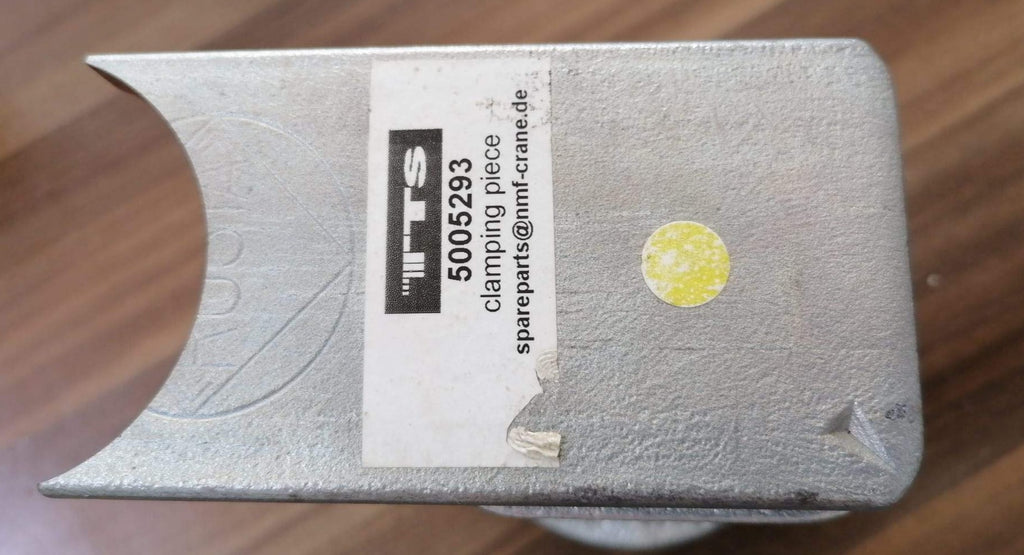 TTS
5005293
clamping piece
spareparts@nmf-crane.de